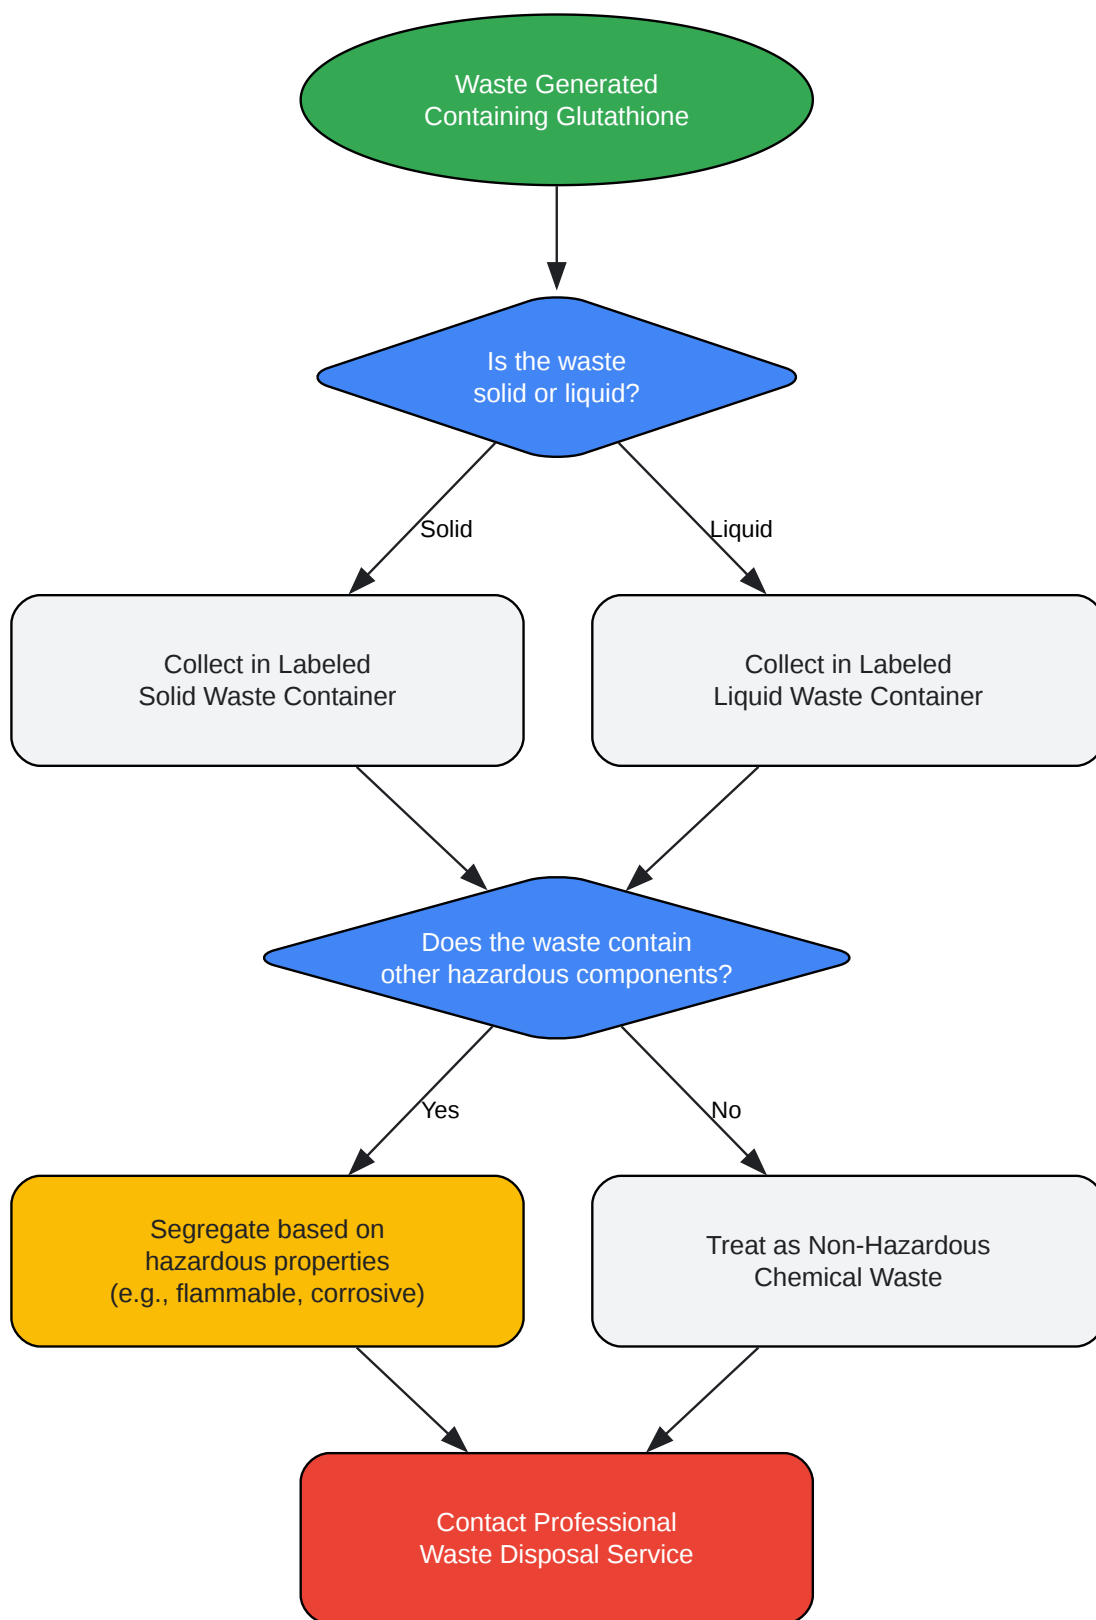 Waste Generated
Containing Glutathione
Is the waste
solid or liquid?
Solid
Liquid
Collect in Labeled
Solid Waste Container
Collect in Labeled
Liquid Waste Container
Does the waste contain
other hazardous components?
Yes
No
Segregate based on
hazardous properties
(e.g., flammable, corrosive)
Treat as Non-Hazardous
Chemical Waste
Contact Professional
Waste Disposal Service